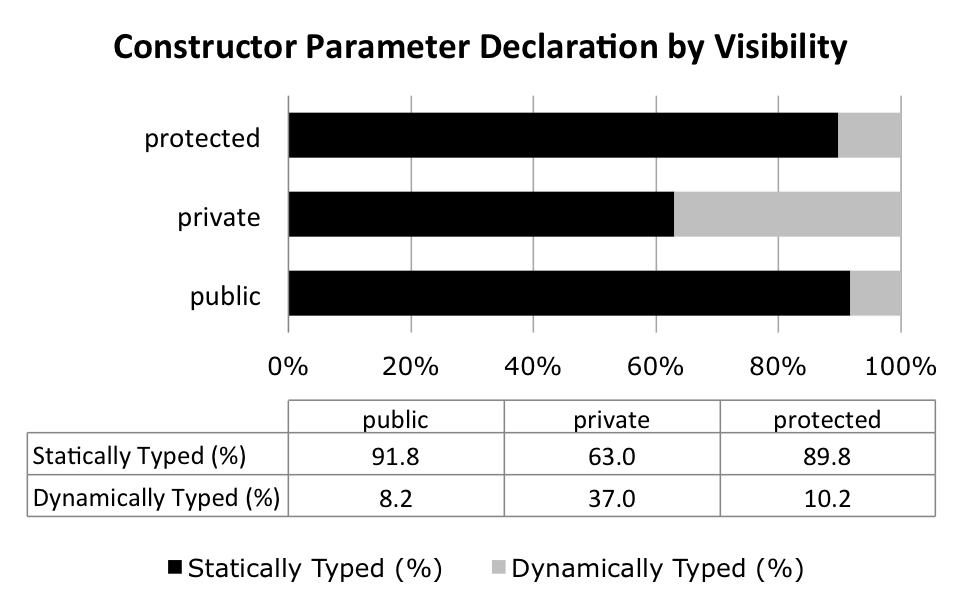 Constructor Parameter Declaration by Visibility
protected
private
public
0% 20% 40% 60% 80% 100%
public private protected
Statically Typed (%) 91.8 63.0 89.8
Dynamically Typed (%) 8.2 37.0 10.2
Statically Typed (%) Dynamically Typed (%)